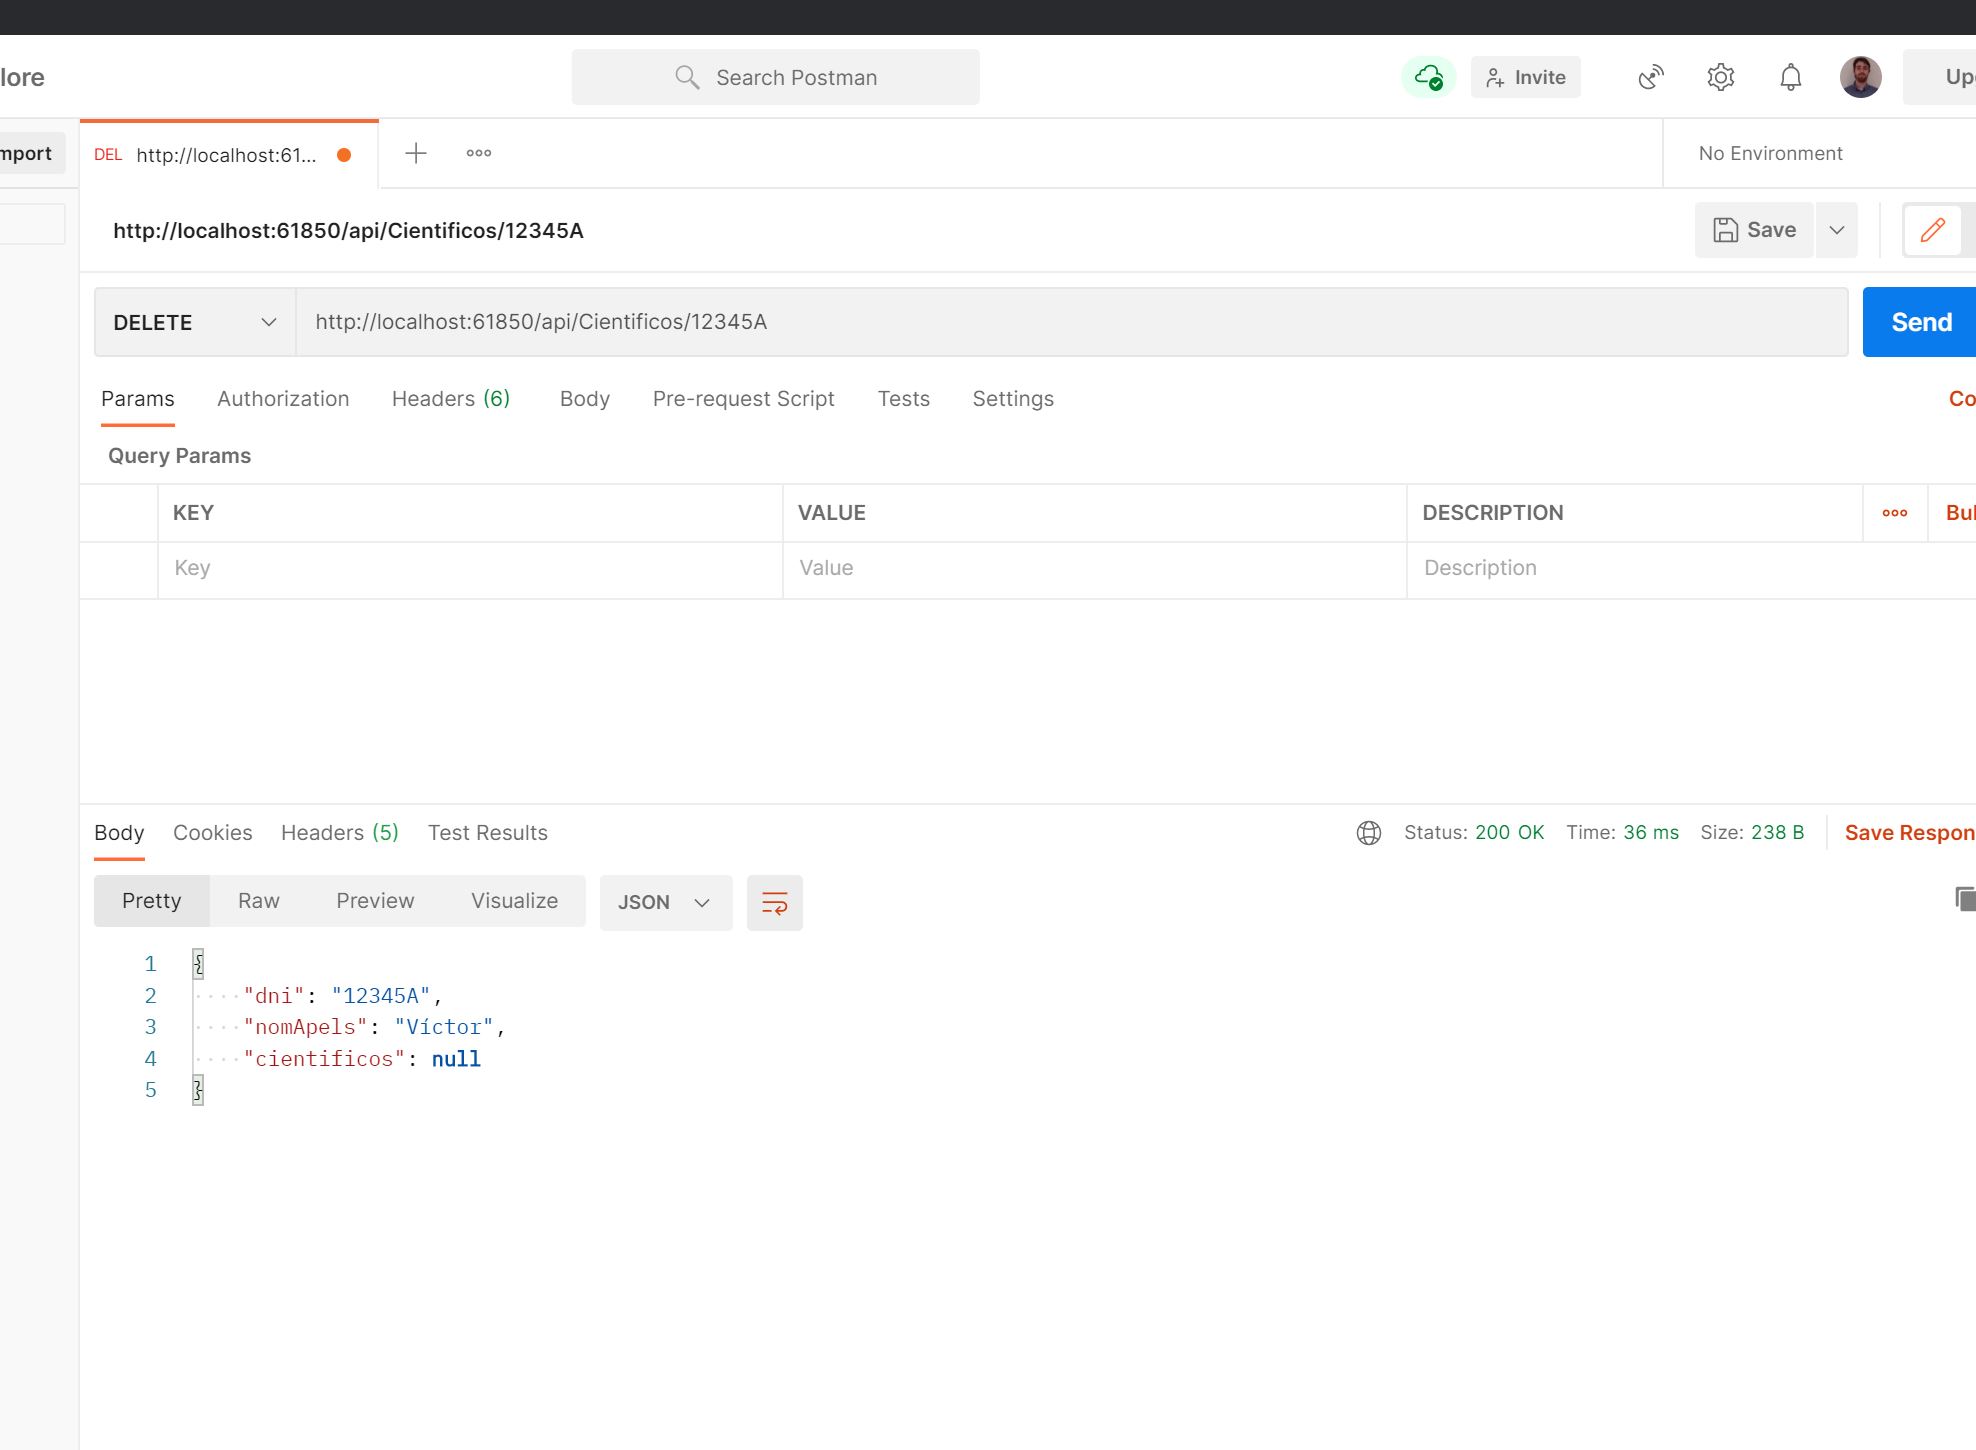 lore
Search Postman
Invite
Up
mport
DEL http://localhost:61...
No Environment
http://localhost:61850/api/Cientificos/12345A
Save
DELETE
http://localhost:61850/api/Cientificos/12345A
Send
Params Authorization Headers (6) Body Pre-request Script Tests Settings
Co
Query Params
KEY VALUE DESCRIPTION
Bul
Key Value Description
Body Cookies Headers (5) Test Results
Status: 200 OK Time: 36 ms Size: 238 B
Save Respon
Pretty Raw Preview Visualize
JSON
1 {
2 "dni": "12345A",
3 "nomApels": "Víctor",
4 "cientificos": null
5 }